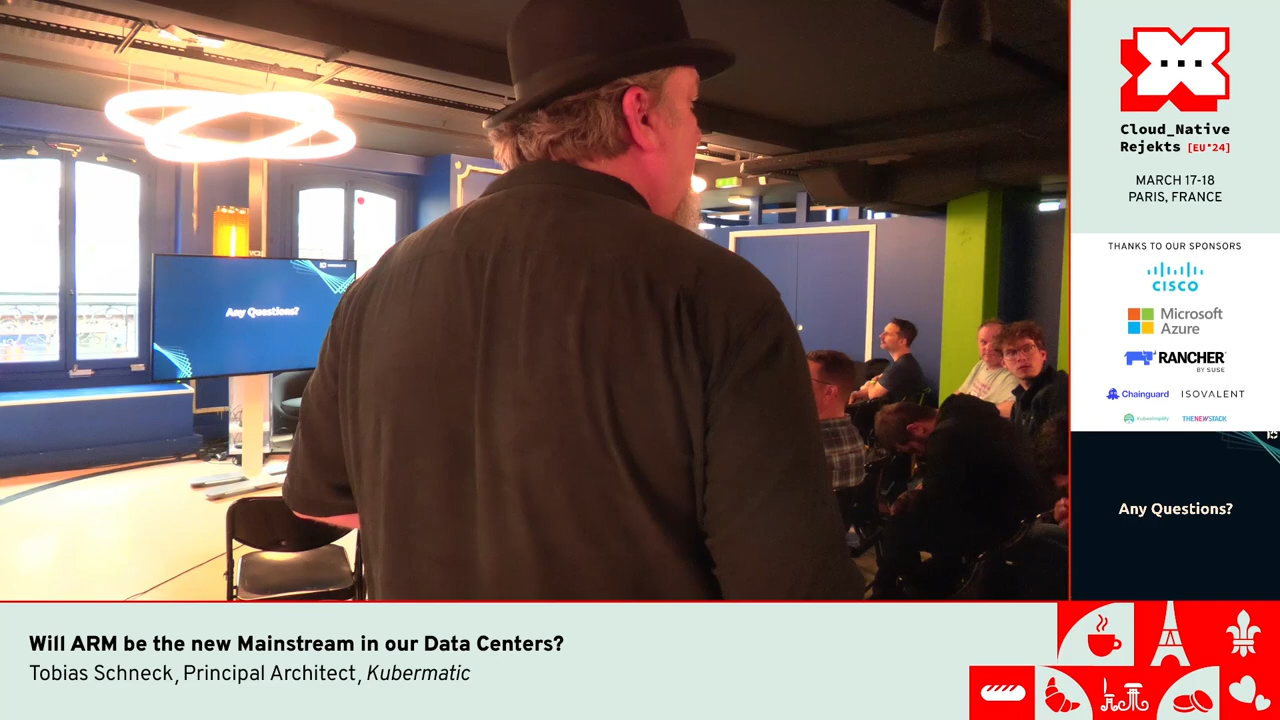 Any Questions?
Cloud_Native
Rejekts [EU'24]
MARCH 17-18
PARIS, FRANCE
THANKS TO OUR SPONSORS
CISCO
Microsoft
Azure
RANCHER
BY SUSE
Chainguard
ISOVALENT
Kubesimplify
THENEWSTACK
Any Questions?
Will ARM be the new Mainstream in our Data Centers?
Tobias Schneck, Principal Architect, Kubermatic